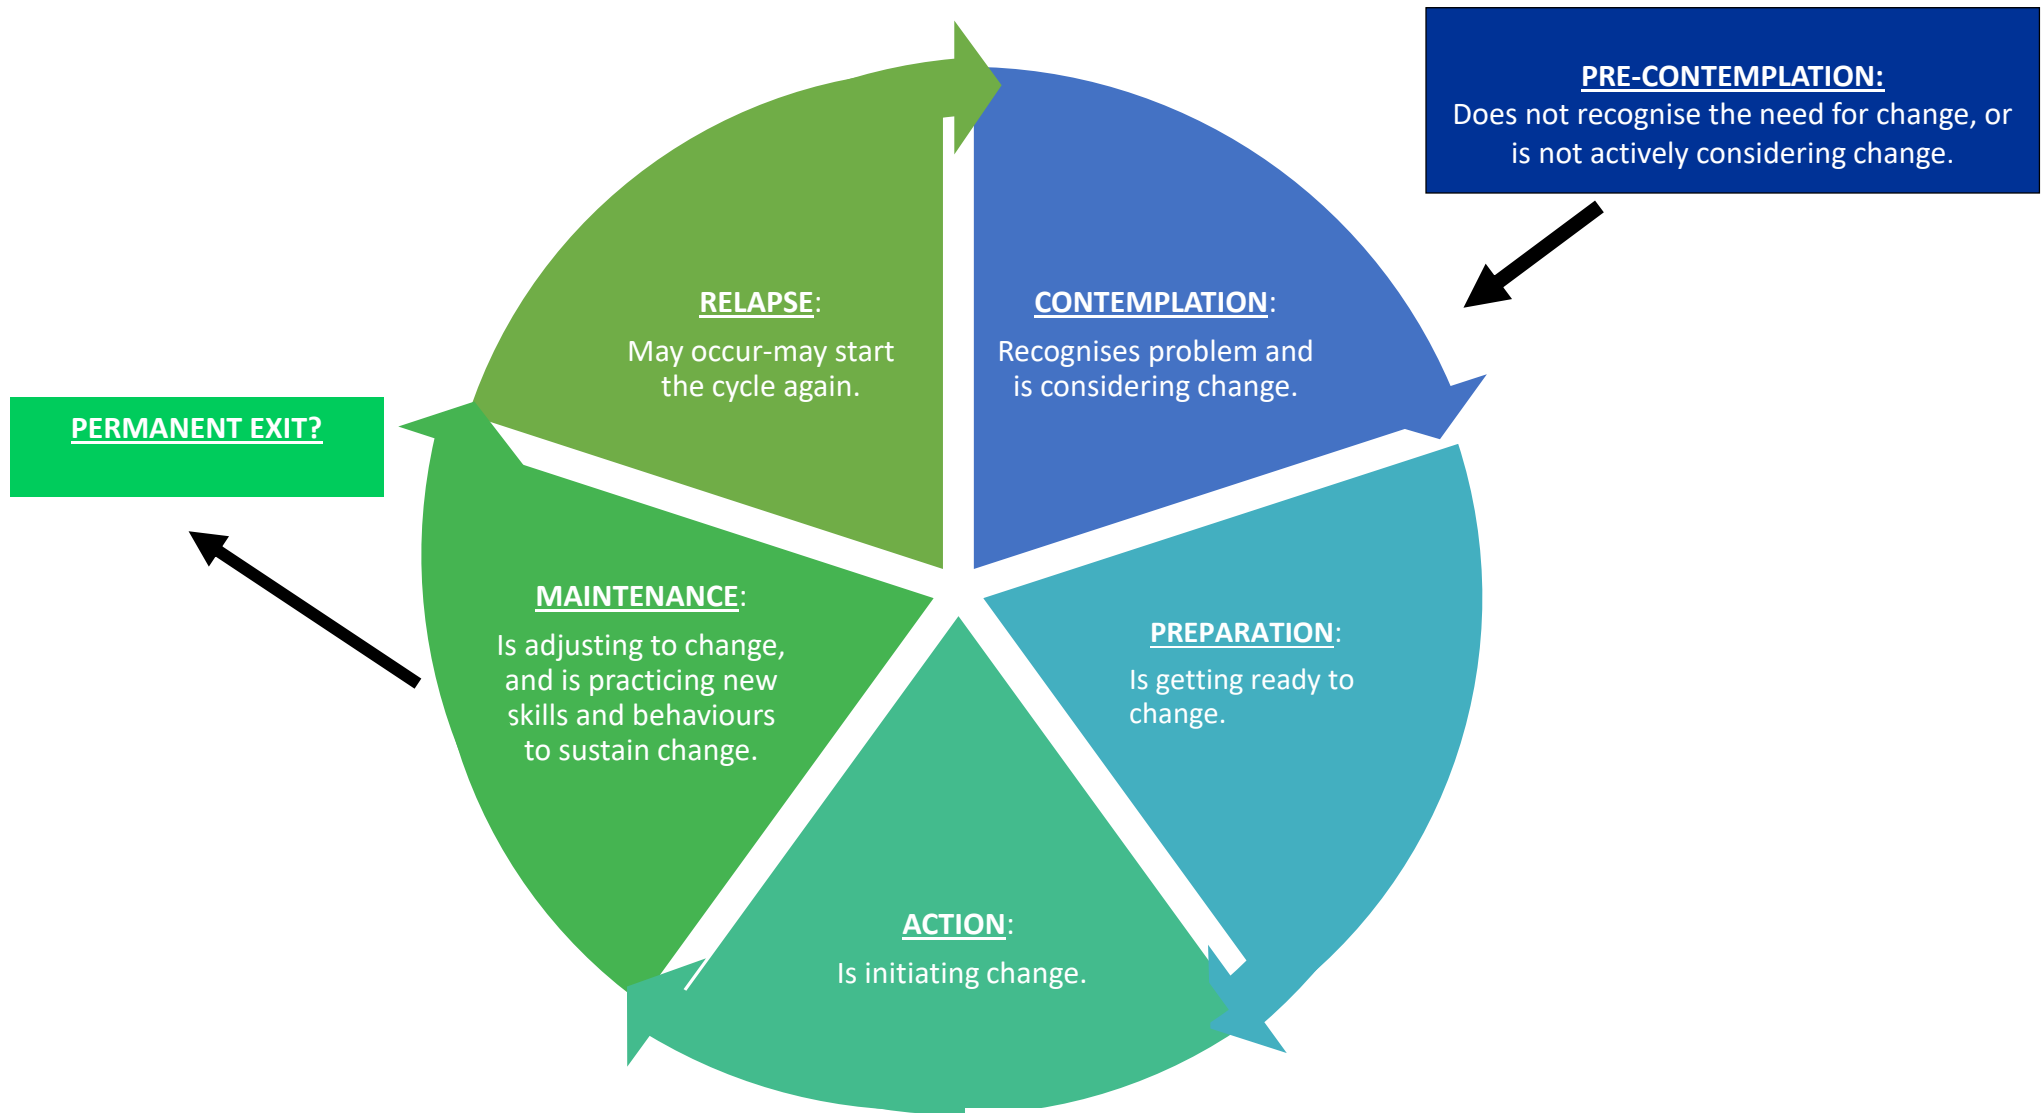 PRE-CONTEMPLATION:
Does not recognise the need for change, or
is not actively considering change.
CONTEMPLATION:
Recognises problem and
is considering change.
PREPARATION:
Is getting ready to
change.
ACTION:
Is initiating change.
MAINTENANCE:
Is adjusting to change,
and is practicing new
skills and behaviours
to sustain change.
PERMANENT EXIT?
RELAPSE:
May occur-may start
the cycle again.